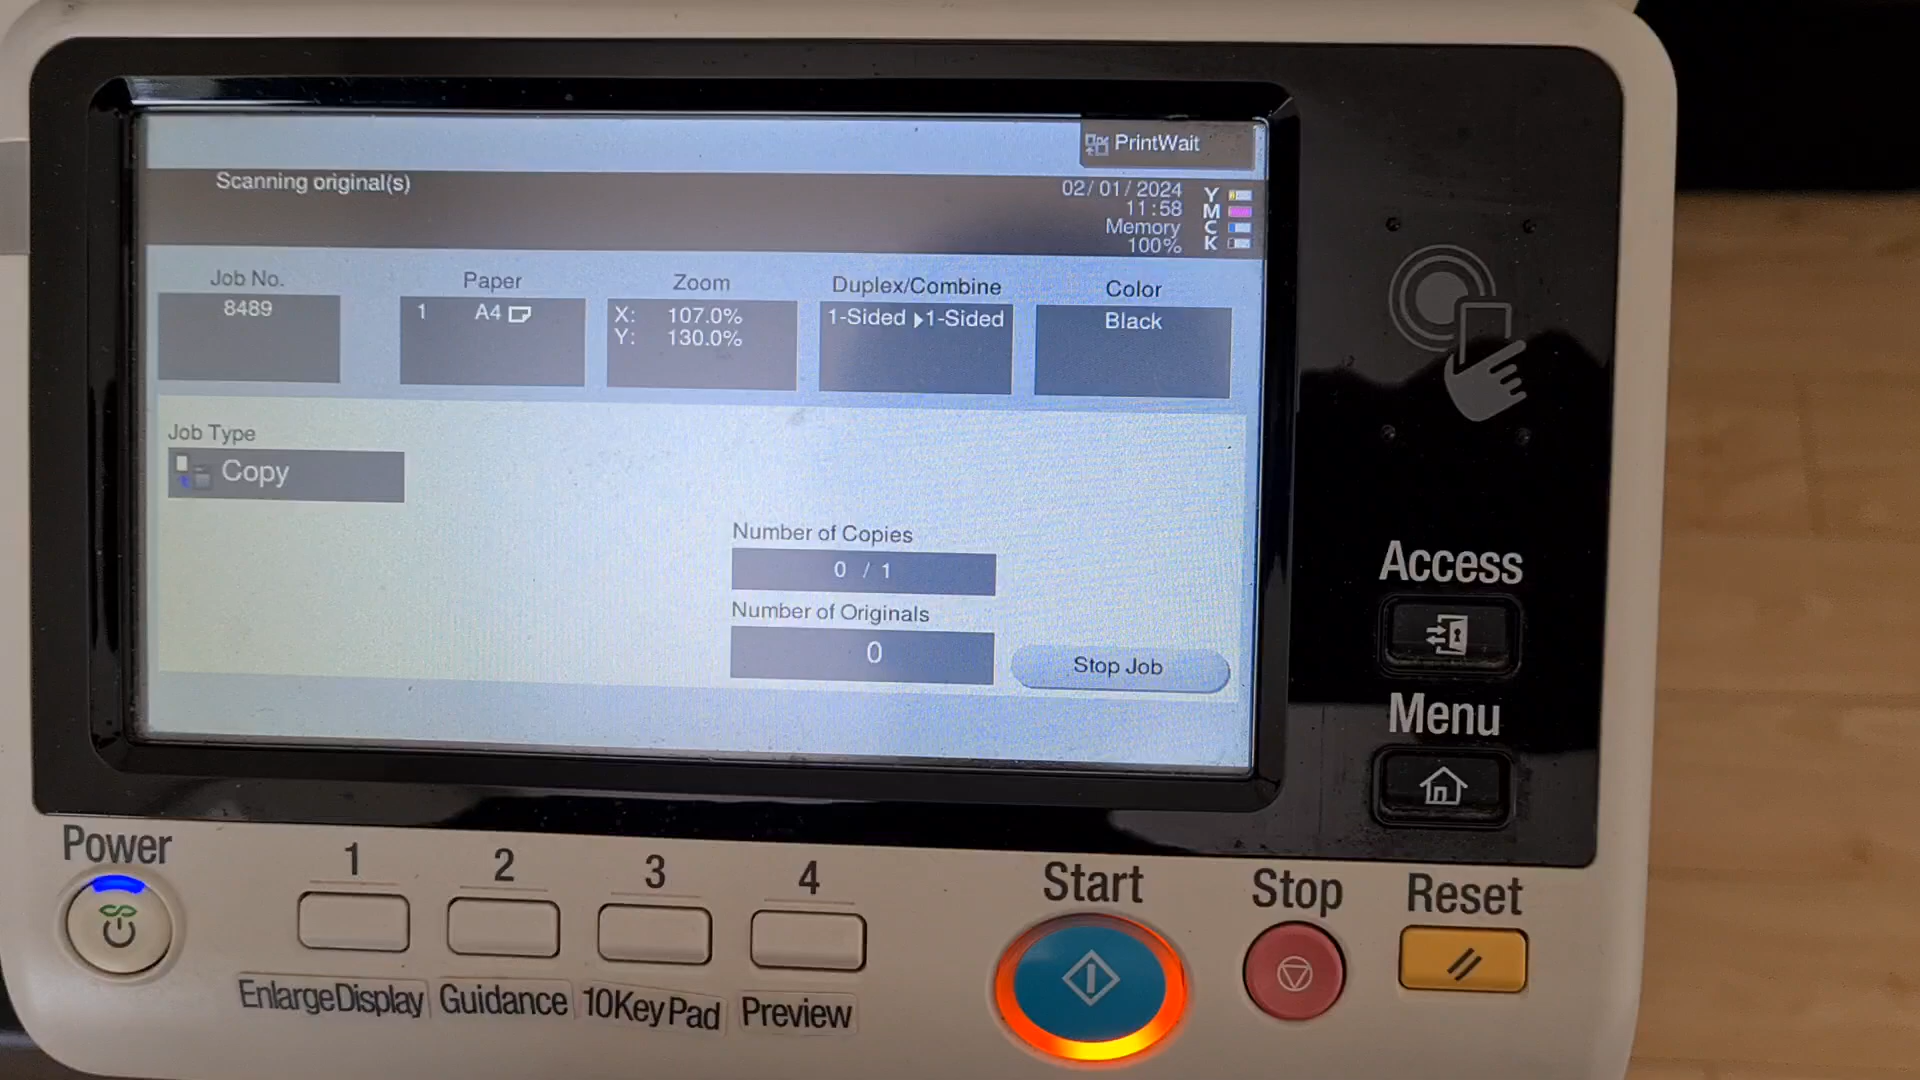 PrintWait
Scanning original(s)
02/01/2024
11:58
Memory
100%
Y
M
C
K
Job No.
8489
Paper
1 A4
Zoom
X: 107.0%
Y: 130.0%
Duplex/Combine
1-Sided ▶1-Sided
Color
Black
Job Type
Copy
Number of Copies
0 / 1
Number of Originals
0
Stop Job
Access
Menu
Power
1
2
3
4
Start
Stop
Reset
EnlargeDisplay
Guidance
10KeyPad
Preview